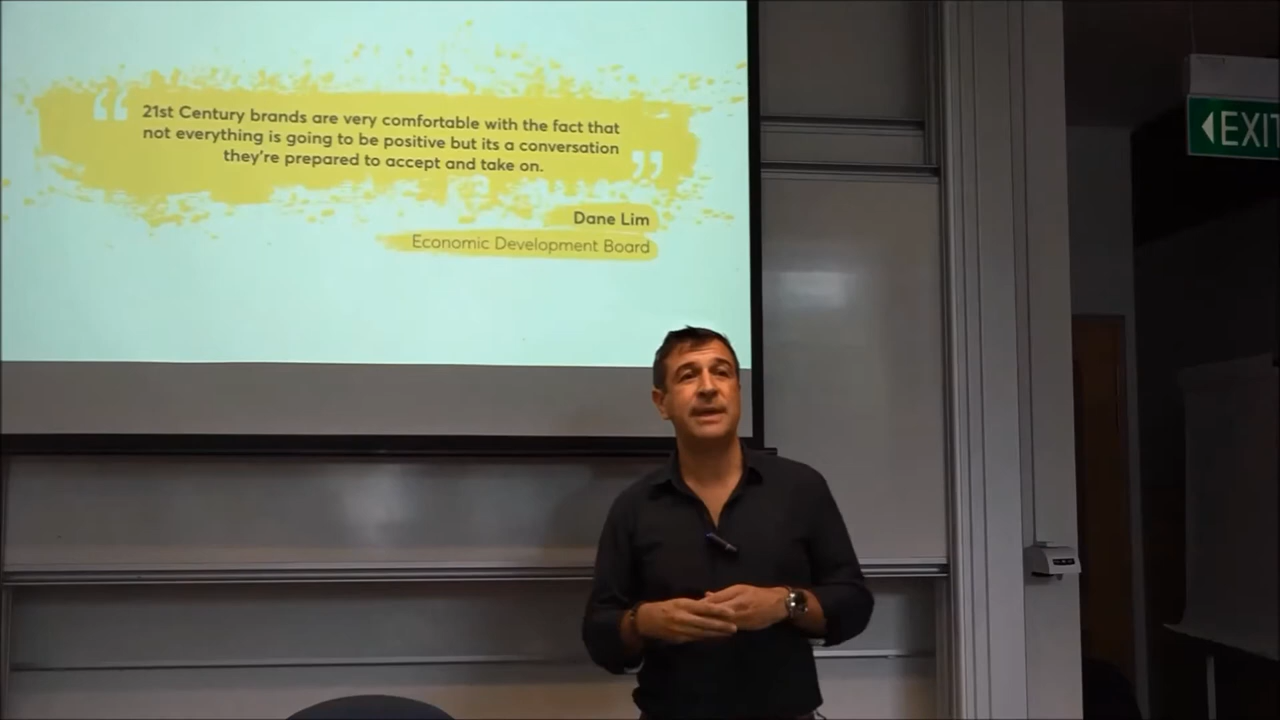 “
21st Century brands are very comfortable with the fact that
not everything is going to be positive but its a conversation
they're prepared to accept and take on.
”
Dane Lim
Economic Development Board
EXIT